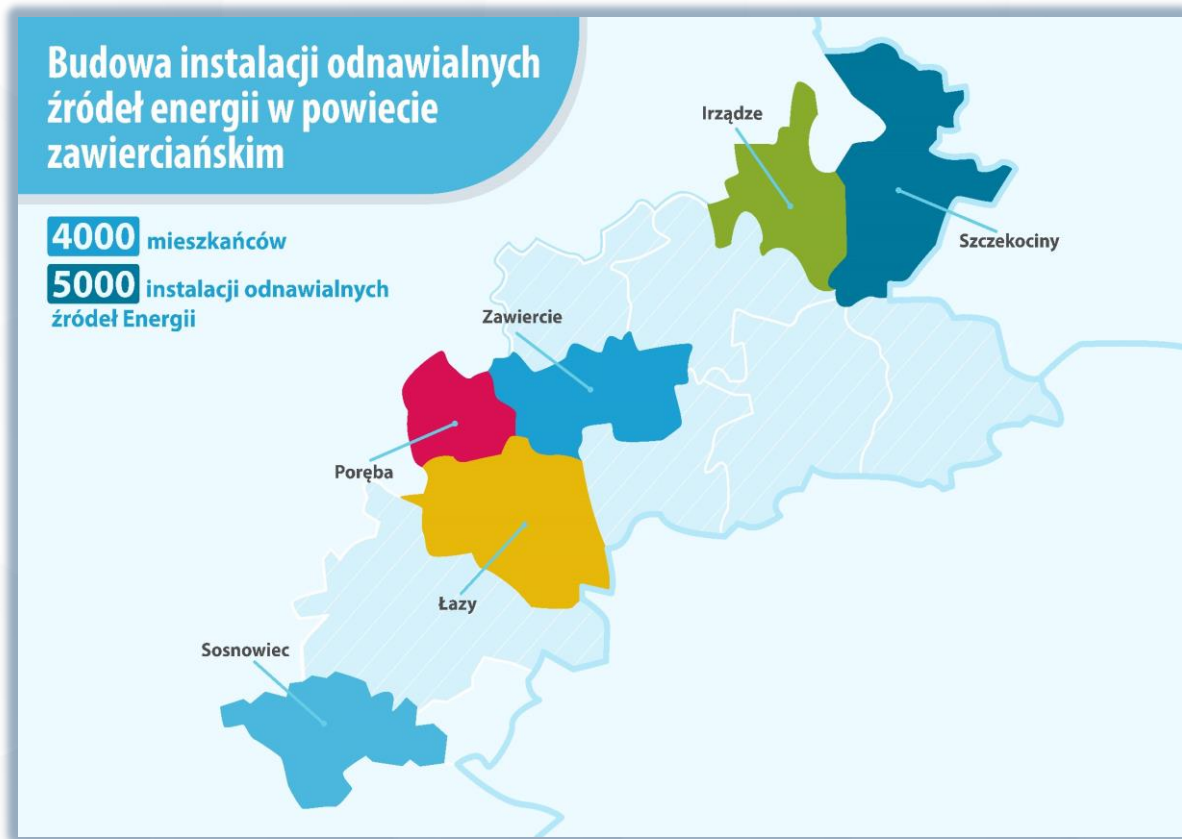 Budowa instalacji odnawialnych
źródeł energii w powiecie
zawierciańskim
4000 mieszkańców
5000 instalacji odnawialnych
źródeł Energii
Irządze
Szczekociny
Zawiercie
Poręba
Łazy
Sosnowiec